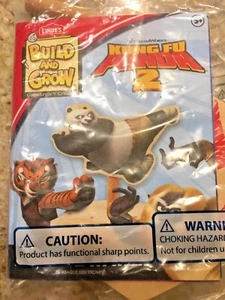 Lowe's
BUILD
AND
GROW
5+
DreamWorks
KUNG FU
PANDA
2
CAUTION:
Product has functional sharp points.
WARNI
CHOKING HAZARD
Not for children u